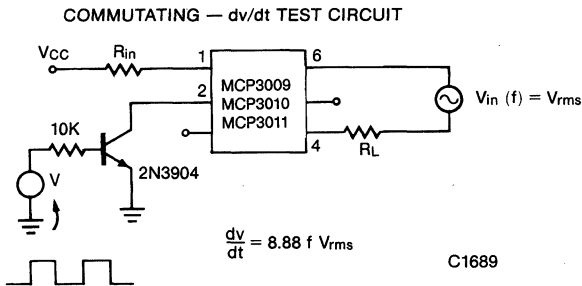 COMMUTATING — dv/dt TEST CIRCUIT
VCC
Rin
1
6
MCP3009
MCP3010
MCP3011
2
Vin (f) = Vrms
10K
4
RL
2N3904
V
dv/dt = 8.88 f Vrms
C1689